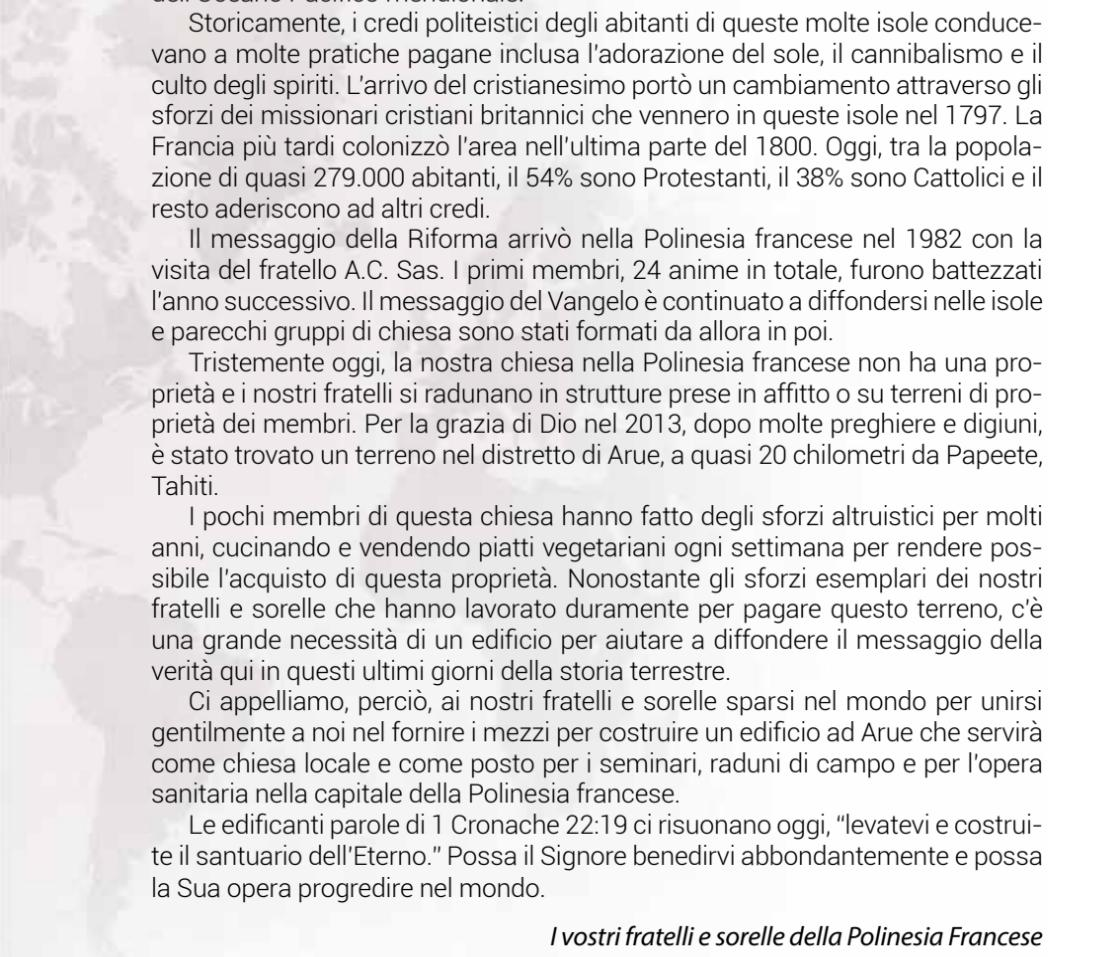 dell'Oceano Pacifico meridionale.
Storicamente, i credi politeistici degli abitanti di queste molte isole conduce-
vano a molte pratiche pagane inclusa l'adorazione del sole, il cannibalismo e il
culto degli spiriti. L'arrivo del cristianesimo portò un cambiamento attraverso gli
sforzi dei missionari cristiani britannici che vennero in queste isole nel 1797. La
Francia più tardi colonizzò l'area nell'ultima parte del 1800. Oggi, tra la popola-
zione di quasi 279.000 abitanti, il 54% sono Protestanti, il 38% sono Cattolici e il
resto aderiscono ad altri credi.
Il messaggio della Riforma arrivò nella Polinesia francese nel 1982 con la
visita del fratello A.C. Sas. I primi membri, 24 anime in totale, furono battezzati
l'anno successivo. Il messaggio del Vangelo è continuato a diffondersi nelle isole
e parecchi gruppi di chiesa sono stati formati da allora in poi.
Tristemente oggi, la nostra chiesa nella Polinesia francese non ha una pro-
prietà e i nostri fratelli si radunano in strutture prese in affitto o su terreni di pro-
prietà dei membri. Per la grazia di Dio nel 2013, dopo molte preghiere e digiuni,
è stato trovato un terreno nel distretto di Arue, a quasi 20 chilometri da Papeete,
Tahiti.
I pochi membri di questa chiesa hanno fatto degli sforzi altruistici per molti
anni, cucinando e vendendo piatti vegetariani ogni settimana per rendere pos-
sibile l'acquisto di questa proprietà. Nonostante gli sforzi esemplari dei nostri
fratelli e sorelle che hanno lavorato duramente per pagare questo terreno, c'è
una grande necessità di un edificio per aiutare a diffondere il messaggio della
verità qui in questi ultimi giorni della storia terrestre.
Ci appelliamo, perciò, ai nostri fratelli e sorelle sparsi nel mondo per unirsi
gentilmente a noi nel fornire i mezzi per costruire un edificio ad Arue che servirà
come chiesa locale e come posto per i seminari, raduni di campo e per l'opera
sanitaria nella capitale della Polinesia francese.
Le edificanti parole di 1 Cronache 22:19 ci risuonano oggi, "levatevi e costrui-
te il santuario dell'Eterno." Possa il Signore benedirvi abbondantemente e possa
la Sua opera progredire nel mondo.
I vostri fratelli e sorelle della Polinesia Francese